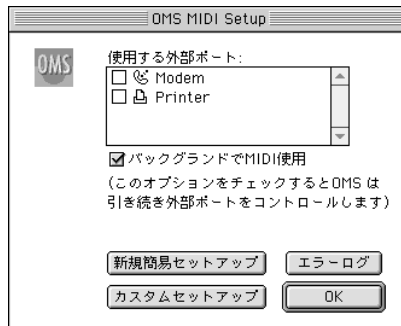 OMS MIDI Setup
OMS
使用する外部ポート:
Modem
Printer
バックグランドでMIDI使用
(このオプションをチェックするとOMS は
引き続き外部ポートをコントロールします)
新規簡易セットアップ
エラーログ
カスタムセットアップ
OK